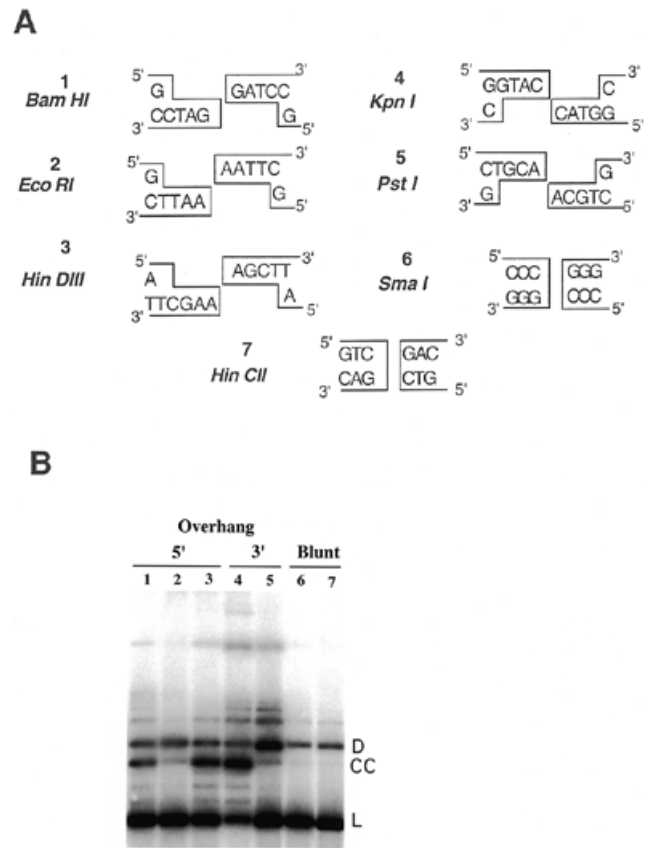 A
1
Bam HI
5' 3'
G GATCC
CCTAG G
3' 5'
4
Kpn I
5' 3'
GGTAC C
C CATGG
3' 5'
2
Eco RI
5' 3'
G AATTC
CTTAA G
3' 5'
5
Pst I
5' 3'
CTGCA G
G ACGTC
3' 5'
3
Hin DIII
5' 3'
A AGCTT
TTCGAA A
3' 5'
6
Sma I
5' 3'
CCC GGG
GGG CCC
3' 5'
7
Hin CII
5' 3'
GTC GAC
CAG CTG
3' 5'
B
Overhang
5' 3' Blunt
1 2 3 4 5 6 7
D
CC
L